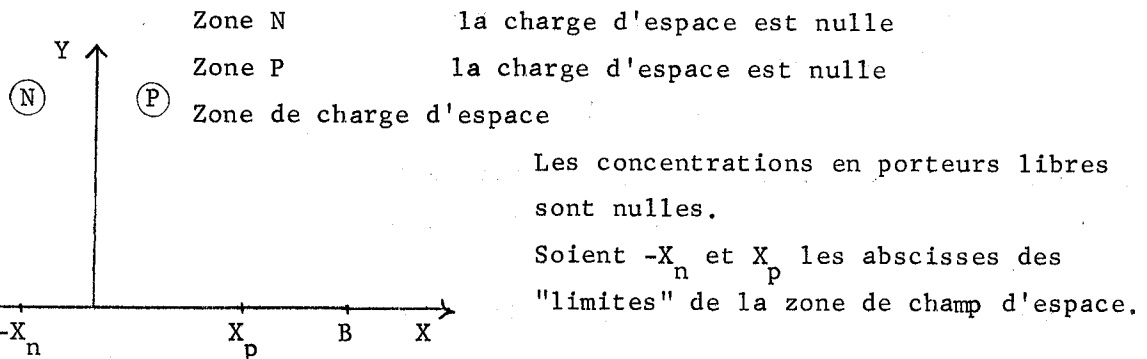 Zone N la charge d'espace est nulle
Y
Zone P la charge d'espace est nulle
N P
Zone de charge d'espace
Les concentrations en porteurs libres
sont nulles.
Soient -Xn et Xp les abscisses des
"limites" de la zone de champ d'espace.
-Xn Xp B X